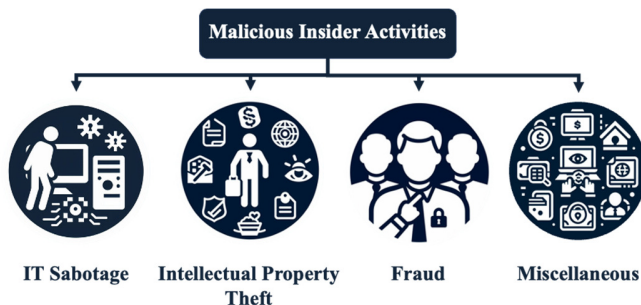 Malicious Insider Activities
IT Sabotage
Intellectual Property
Theft
Fraud
Miscellaneous